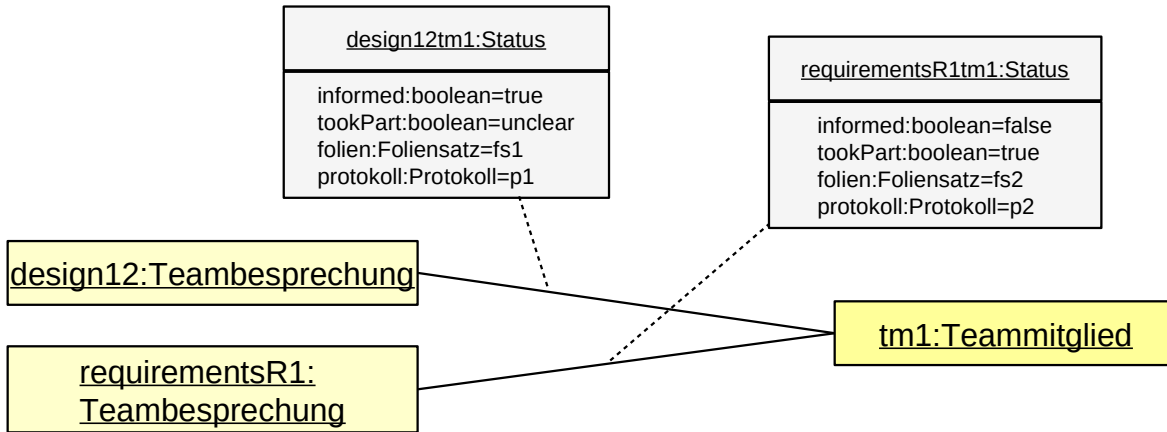 design12tm1:Status
informed:boolean=true
tookPart:boolean=unclear
folien:Foliensatz=fs1
protokoll:Protokoll=p1
requirementsR1tm1:Status
informed:boolean=false
tookPart:boolean=true
folien:Foliensatz=fs2
protokoll:Protokoll=p2
design12:Teambesprechung
requirementsR1:
Teambesprechung
tm1:Teammitglied